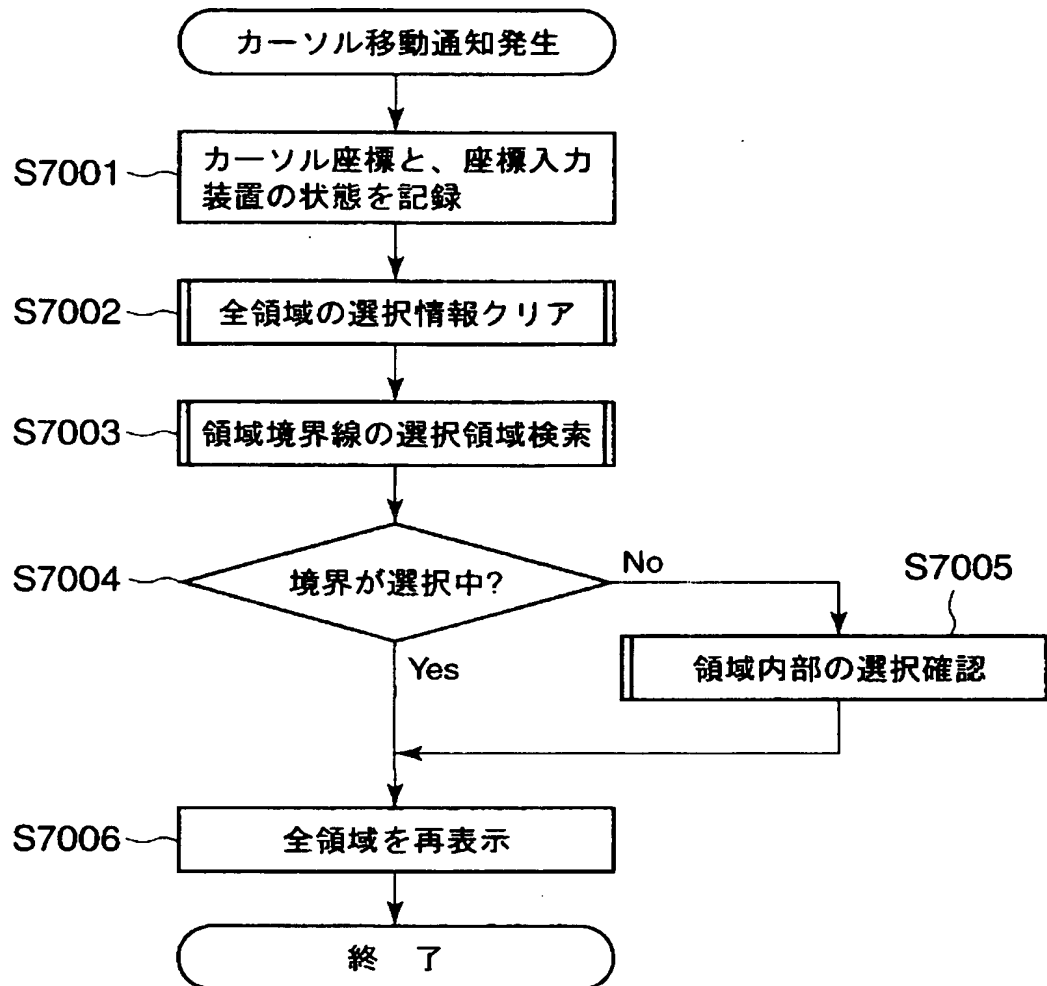 カーソル移動通知発生
S7001
カーソル座標と、座標入力
装置の状態を記録
S7002
全領域の選択情報クリア
S7003
領域境界線の選択領域検索
S7004
境界が選択中?
No
S7005
領域内部の選択確認
Yes
S7006
全領域を再表示
終 了